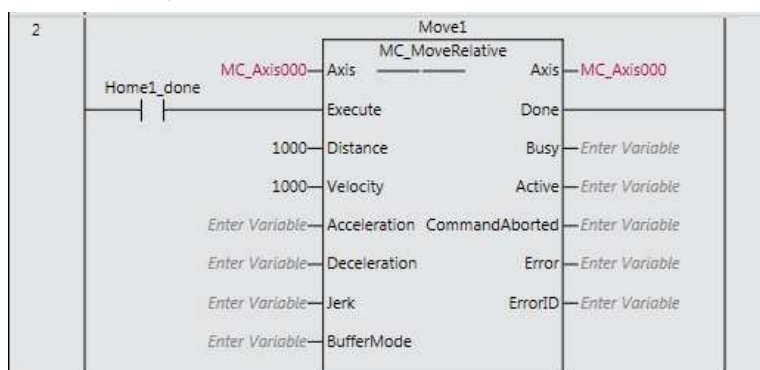 2
Move1
MC_MoveRelative
MC_Axis000 Axis Axis MC_Axis000
Home1_done
Execute Done
1000 Distance Busy Enter Variable
1000 Velocity Active Enter Variable
Enter Variable Acceleration CommandAborted Enter Variable
Enter Variable Deceleration Error Enter Variable
Enter Variable Jerk ErrorID Enter Variable
Enter Variable BufferMode